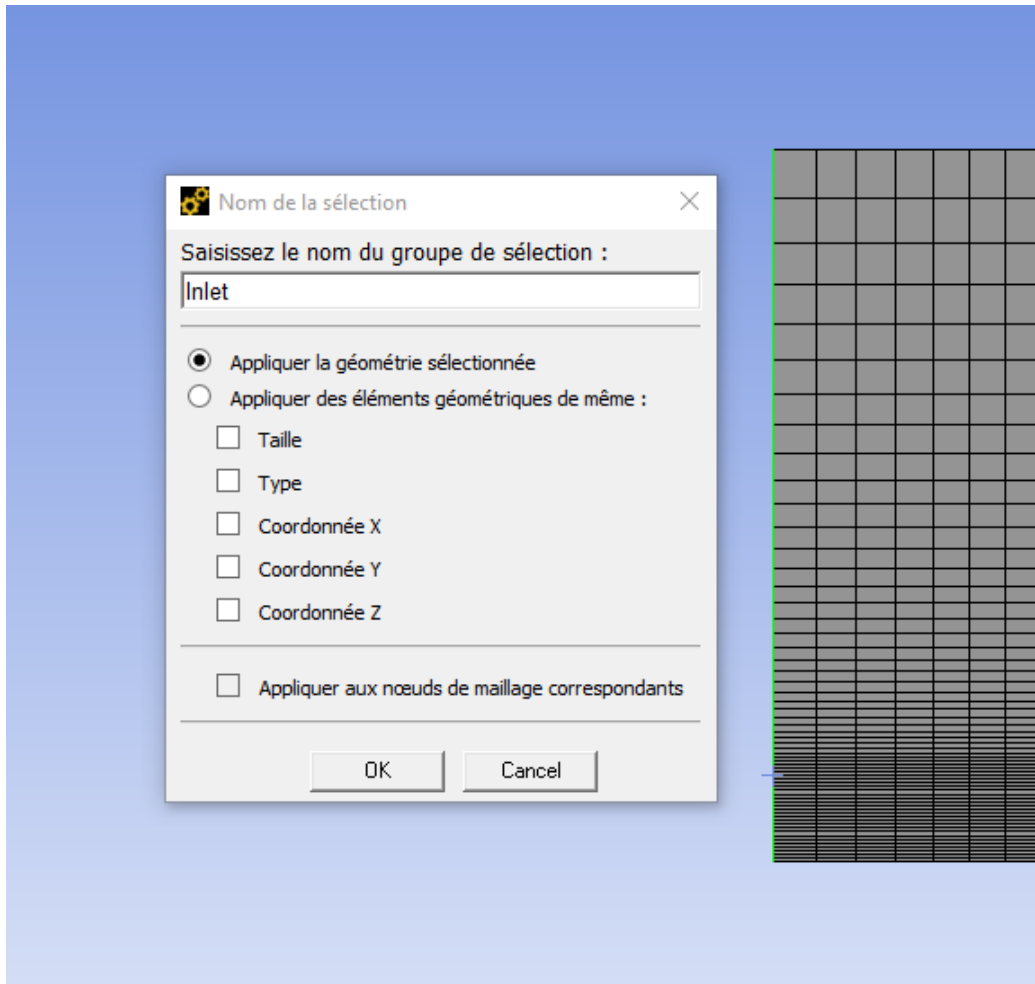 Nom de la sélection
Saisissez le nom du groupe de sélection :
Inlet
Appliquer la géométrie sélectionnée
Appliquer des éléments géométriques de même :
Taille
Type
Coordonnée X
Coordonnée Y
Coordonnée Z
Appliquer aux nœuds de maillage correspondants
OK Cancel